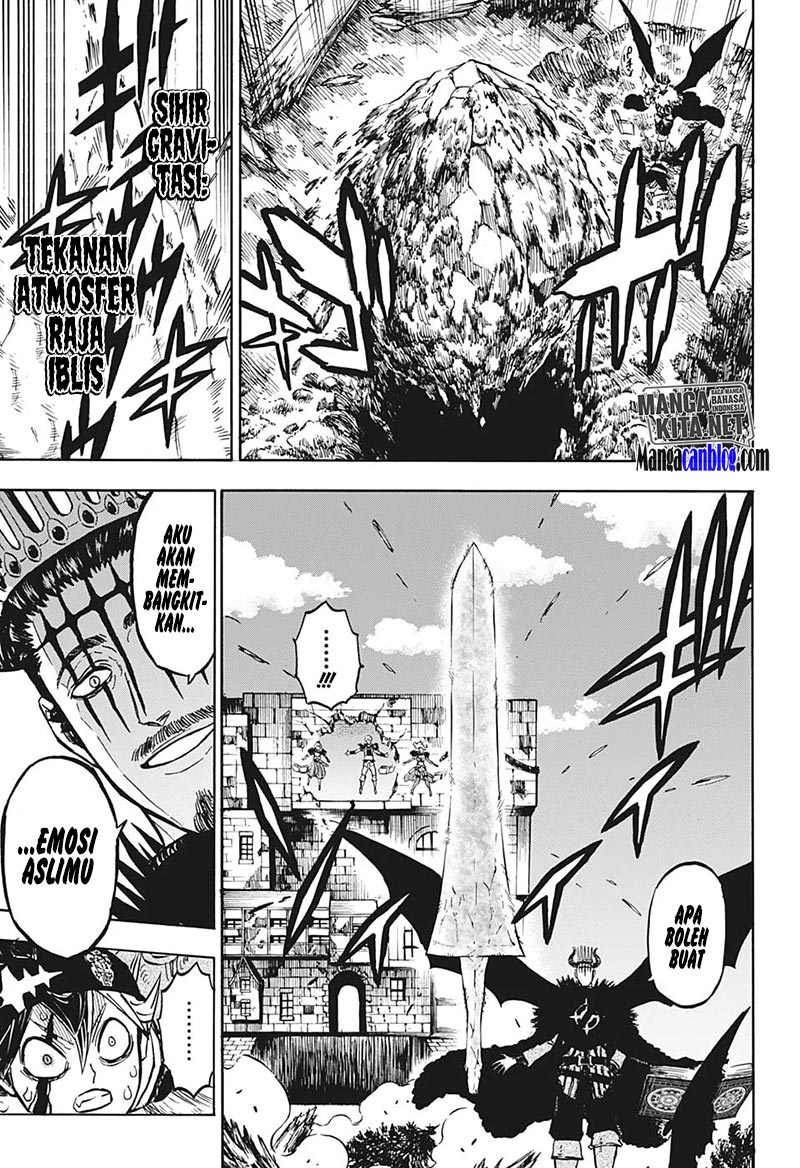 SIHIR
GRAVI-
TASI:
TEKANAN
ATMOSFER
RAJA
IBLIS
MANGA
BACA MANGA
BAHASA
INDONESIA
KITA.NET
Mangacanblog.com
......
!!!
APA
BOLEH
BUAT
AKU
AKAN
MEM-
BANGKIT-
KAN...
...EMOSI
ASLIMU
......